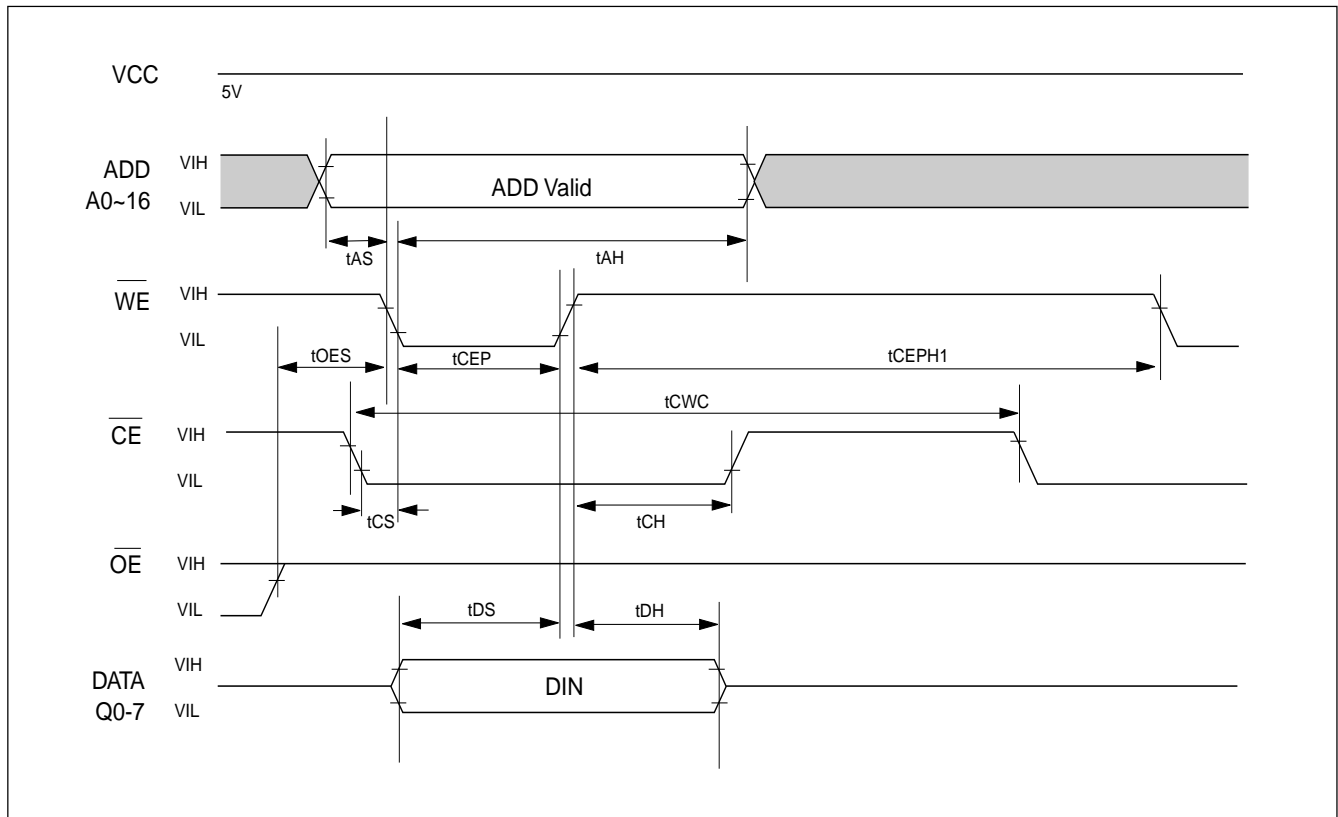 VCC
5V
ADD
A0~16
VIH
VIL
ADD Valid
tAS
tAH
WE
VIH
VIL
tOES
tCEP
tCEPH1
tCWC
CE
VIH
VIL
tCS
tCH
OE
VIH
VIL
tDS
tDH
DATA
Q0-7
VIH
VIL
DIN